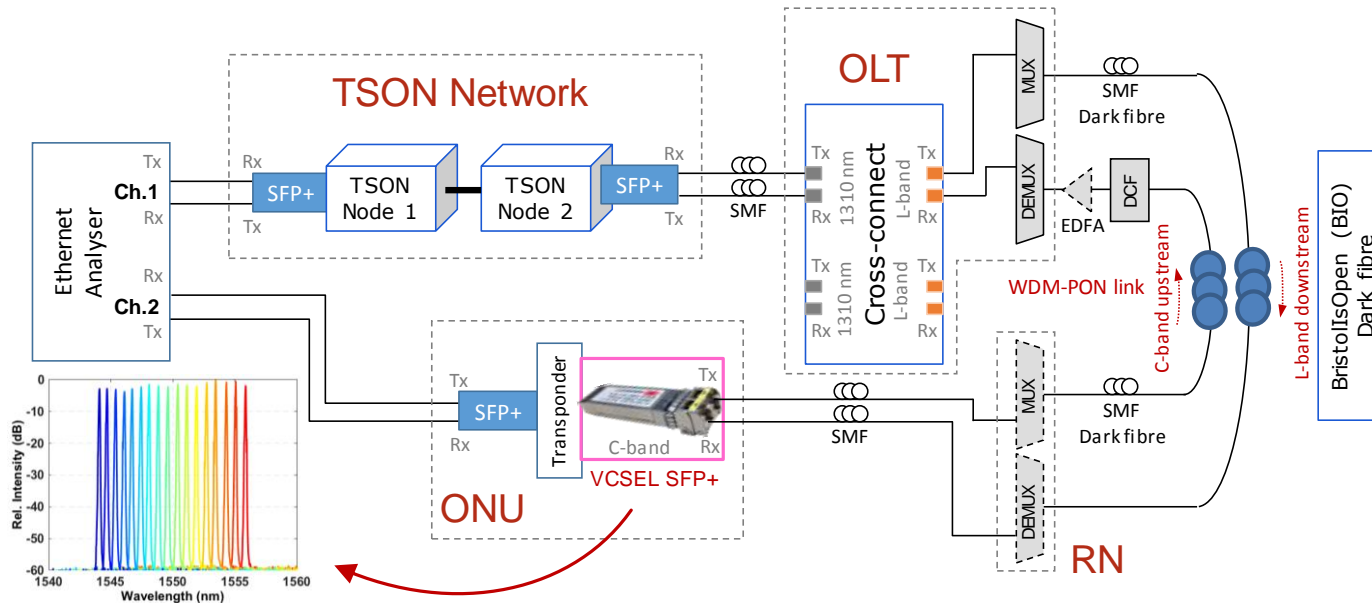 TSON Network
OLT
Ethernet
Analyser
Tx
Ch.1
Rx
Rx
Ch.2
Tx
Rx
SFP+
Tx
TSON
Node 1
TSON
Node 2
Rx
SFP+
Tx
SMF
Tx
1310 nm
Rx
Tx
1310 nm
Rx
Cross-connect
Tx
L-band
Rx
Tx
L-band
Rx
MUX
DEMUX
SMF
Dark fibre
EDFA
DCF
WDM-PON link
C-band upstream
L-band downstream
BristolIsOpen (BIO)
Dark fibre
Tx
SFP+
Rx
Transponder
Tx
Rx
C-band
VCSEL SFP+
ONU
SMF
MUX
DEMUX
SMF
Dark fibre
RN
Rel. Intensity (dB)
0
-10
-20
-30
-40
-50
-60
1540
1545
1550
1555
1560
Wavelength (nm)